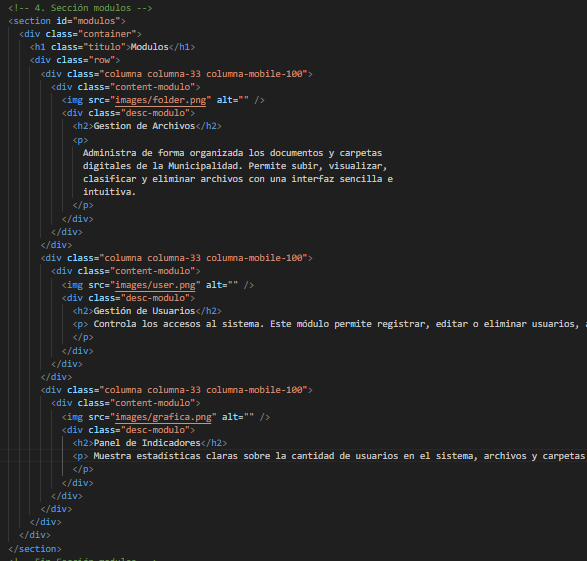 <!-- 4. Sección modulos -->
<section id="modulos">
<div class="container">
<h1 class="titulo">Modulos</h1>
<div class="row">
<div class="columna columna-33 columna-mobile-100">
<div class="content-modulo">
<img src="images/folder.png" alt="" />
<div class="desc-modulo">
<h2>Gestion de Archivos</h2>
<p>
Administra de forma organizada los documentos y carpetas
digitales de la Municipalidad. Permite subir, visualizar,
clasificar y eliminar archivos con una interfaz sencilla e
intuitiva.
</p>
</div>
</div>
</div>
<div class="columna columna-33 columna-mobile-100">
<div class="content-modulo">
<img src="images/user.png" alt="" />
<div class="desc-modulo">
<h2>Gestión de Usuarios</h2>
<p> Controla los accesos al sistema. Este módulo permite registrar, editar o eliminar usuarios,
</p>
</div>
</div>
</div>
<div class="columna columna-33 columna-mobile-100">
<div class="content-modulo">
<img src="images/grafica.png" alt="" />
<div class="desc-modulo">
<h2>Panel de Indicadores</h2>
<p> Muestra estadísticas claras sobre la cantidad de usuarios en el sistema, archivos y carpetas
</p>
</div>
</div>
</div>
</div>
</div>
</section>